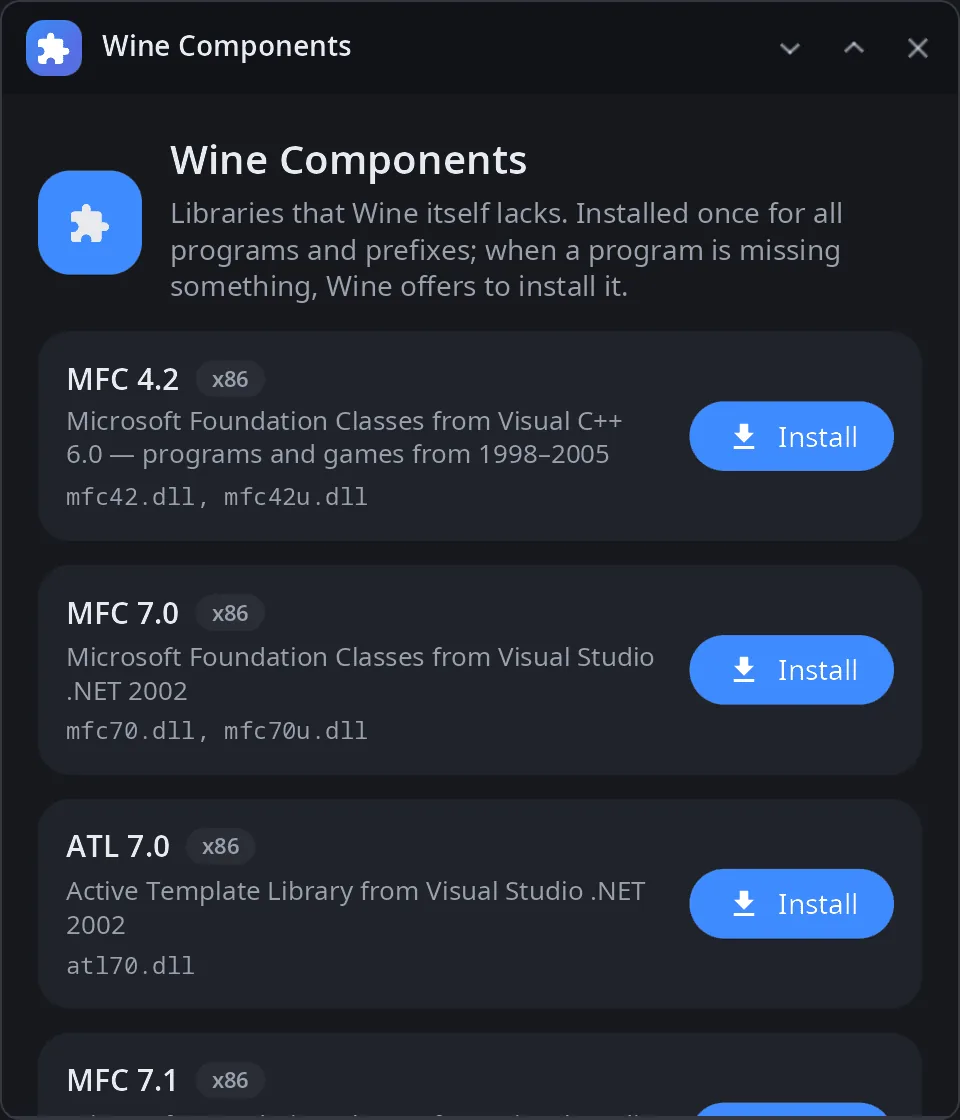 Wine Components
Wine Components
Libraries that Wine itself lacks. Installed once for all
programs and prefixes; when a program is missing
something, Wine offers to install it.
MFC 4.2 x86
Microsoft Foundation Classes from Visual C++
6.0 — programs and games from 1998–2005
mfc42.dll, mfc42u.dll
Install
MFC 7.0 x86
Microsoft Foundation Classes from Visual Studio
.NET 2002
mfc70.dll, mfc70u.dll
Install
ATL 7.0 x86
Active Template Library from Visual Studio .NET
2002
atl70.dll
Install
MFC 7.1 x86